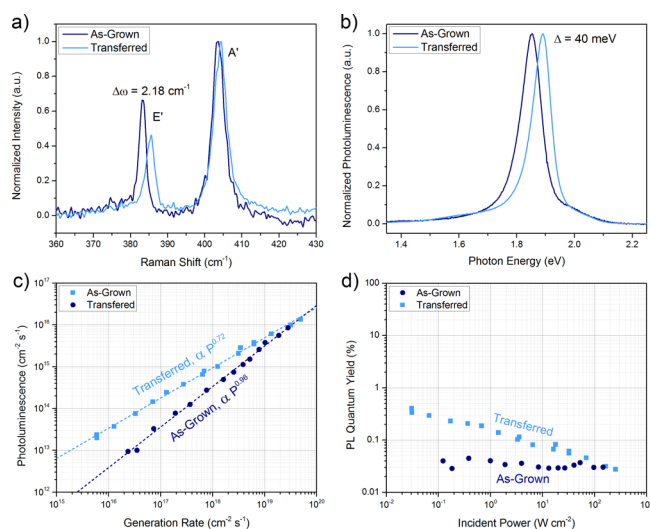 a)
As-Grown
Transferred
A'
Δω = 2.18 cm⁻¹
E'
Normalized Intensity (a.u.)
1.0
0.8
0.6
0.4
0.2
0.0
360 370 380 390 400 410 420 430
Raman Shift (cm⁻¹)
b)
As-Grown
Transferred
Δ = 40 meV
Normalized Photoluminescence (a.u.)
1.0
0.8
0.6
0.4
0.2
0.0
1.4 1.6 1.8 2.0 2.2
Photon Energy (eV)
c)
As-Grown
Transfered
Transferred, α P^0.72
As-Grown, α P^0.96
Photoluminescence (cm⁻² s⁻¹)
10¹⁷
10¹⁶
10¹⁵
10¹⁴
10¹³
10¹²
10¹⁵ 10¹⁶ 10¹⁷ 10¹⁸ 10¹⁹ 10²⁰
Generation Rate (cm⁻² s⁻¹)
d)
As-Grown
Transfered
Transferred
As-Grown
PL Quantum Yield (%)
100
10
1
0.1
0.01
10⁻² 10⁻¹ 10⁰ 10¹ 10² 10³
Incident Power (W cm⁻²)